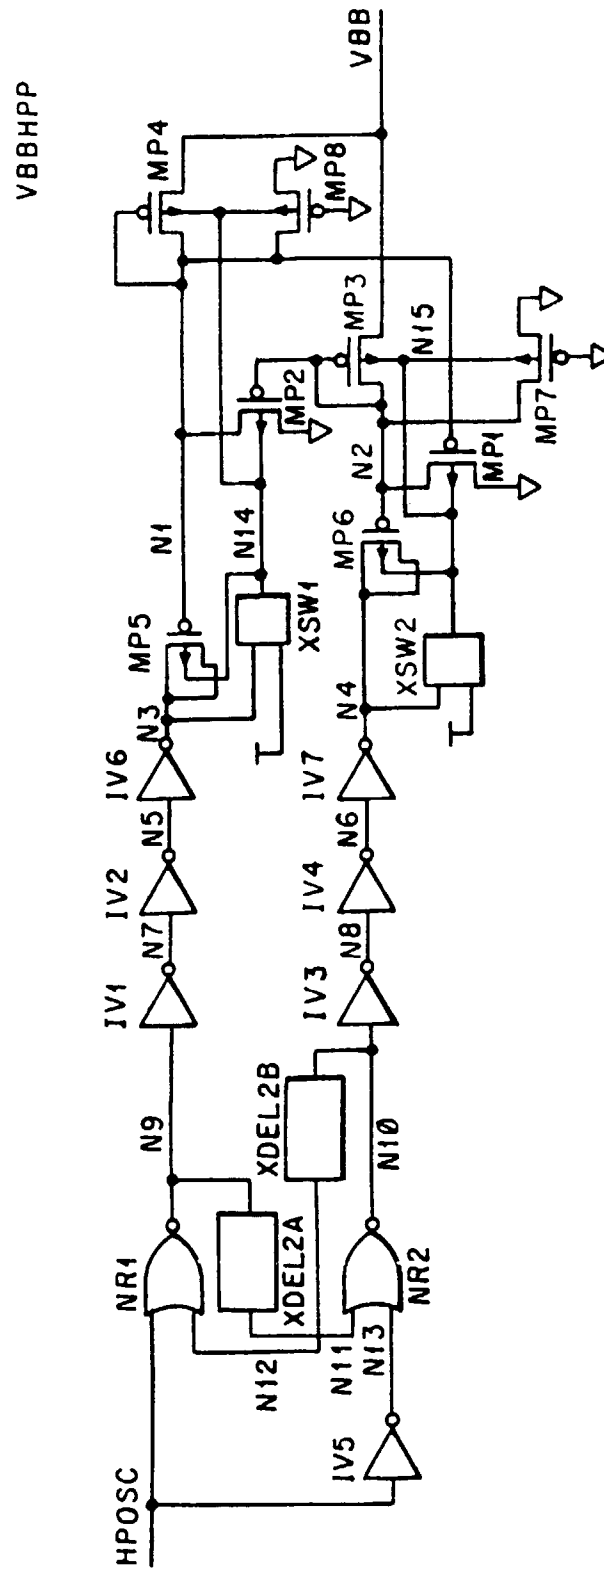 VBBHPP
HPOSC
IV5
NR1
N12
XDEL2A
N11
N13
NR2
N9
XDEL2B
N10
IV1
N7
IV2
N5
IV6
N3
MP5
N1
IV3
N8
IV4
N6
IV7
N4
XSW1
N14
XSW2
MP6
N2
MP2
MP1
MP3
N15
MP7
MP4
MP8
VBB